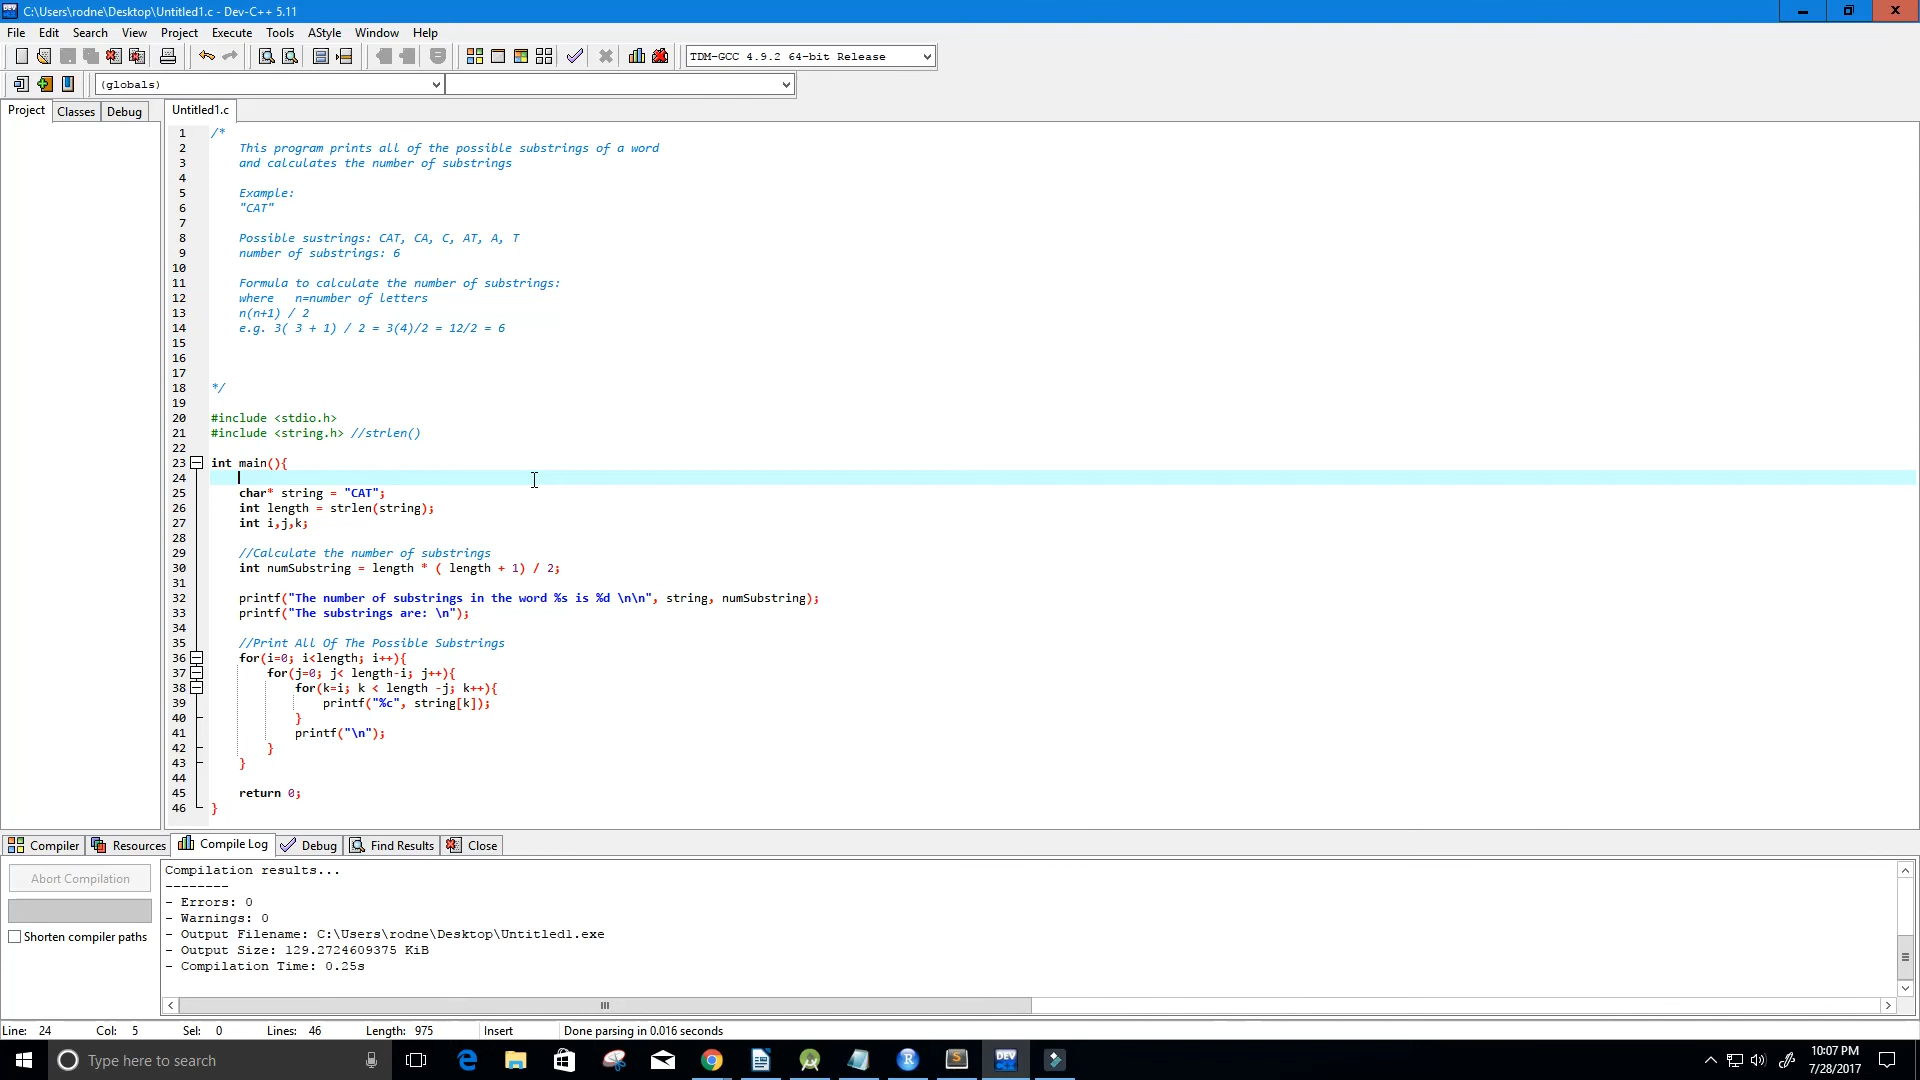 C:\Users\rodne\Desktop\Untitled1.c - Dev-C++ 5.11
File Edit Search View Project Execute Tools AStyle Window Help
TDM-GCC 4.9.2 64-bit Release
(globals)
Project Classes Debug Untitled1.c
1 /*
2 This program prints all of the possible substrings of a word
3 and calculates the number of substrings
4
5 Example:
6 "CAT"
7
8 Possible sustrings: CAT, CA, C, AT, A, T
9 number of substrings: 6
10
11 Formula to calculate the number of substrings:
12 where n=number of letters
13 n(n+1) / 2
14 e.g. 3( 3 + 1) / 2 = 3(4)/2 = 12/2 = 6
15
16
17
18 */
19
20 #include <stdio.h>
21 #include <string.h> //strlen()
22
23 int main(){
24
25 char* string = "CAT";
26 int length = strlen(string);
27 int i,j,k;
28
29 //Calculate the number of substrings
30 int numSubstring = length * ( length + 1) / 2;
31
32 printf("The number of substrings in the word %s is %d \n\n", string, numSubstring);
33 printf("The substrings are: \n");
34
35 //Print All Of The Possible Substrings
36 for(i=0; i<length; i++){
37 for(j=0; j< length-i; j++){
38 for(k=i; k < length -j; k++){
39 printf("%c", string[k]);
40 }
41 printf("\n");
42 }
43 }
44
45 return 0;
46 }
Compiler Resources Compile Log Debug Find Results Close
Abort Compilation
Shorten compiler paths
Compilation results...
--------
- Errors: 0
- Warnings: 0
- Output Filename: C:\Users\rodne\Desktop\Untitled1.exe
- Output Size: 129.2724609375 KiB
- Compilation Time: 0.25s
Line: 24 Col: 5 Sel: 0 Lines: 46 Length: 975 Insert Done parsing in 0.016 seconds
Type here to search
10:07 PM
7/28/2017